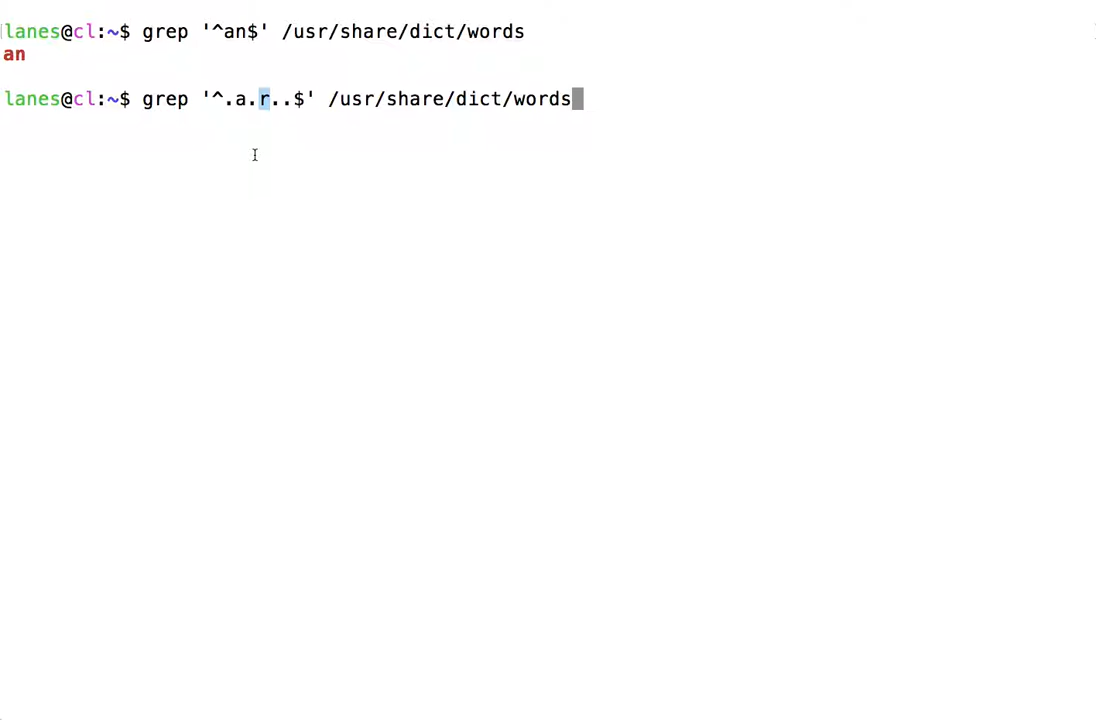 lanes@cl:~$ grep '^an$' /usr/share/dict/words
an
lanes@cl:~$ grep '^.a.r..$' /usr/share/dict/words